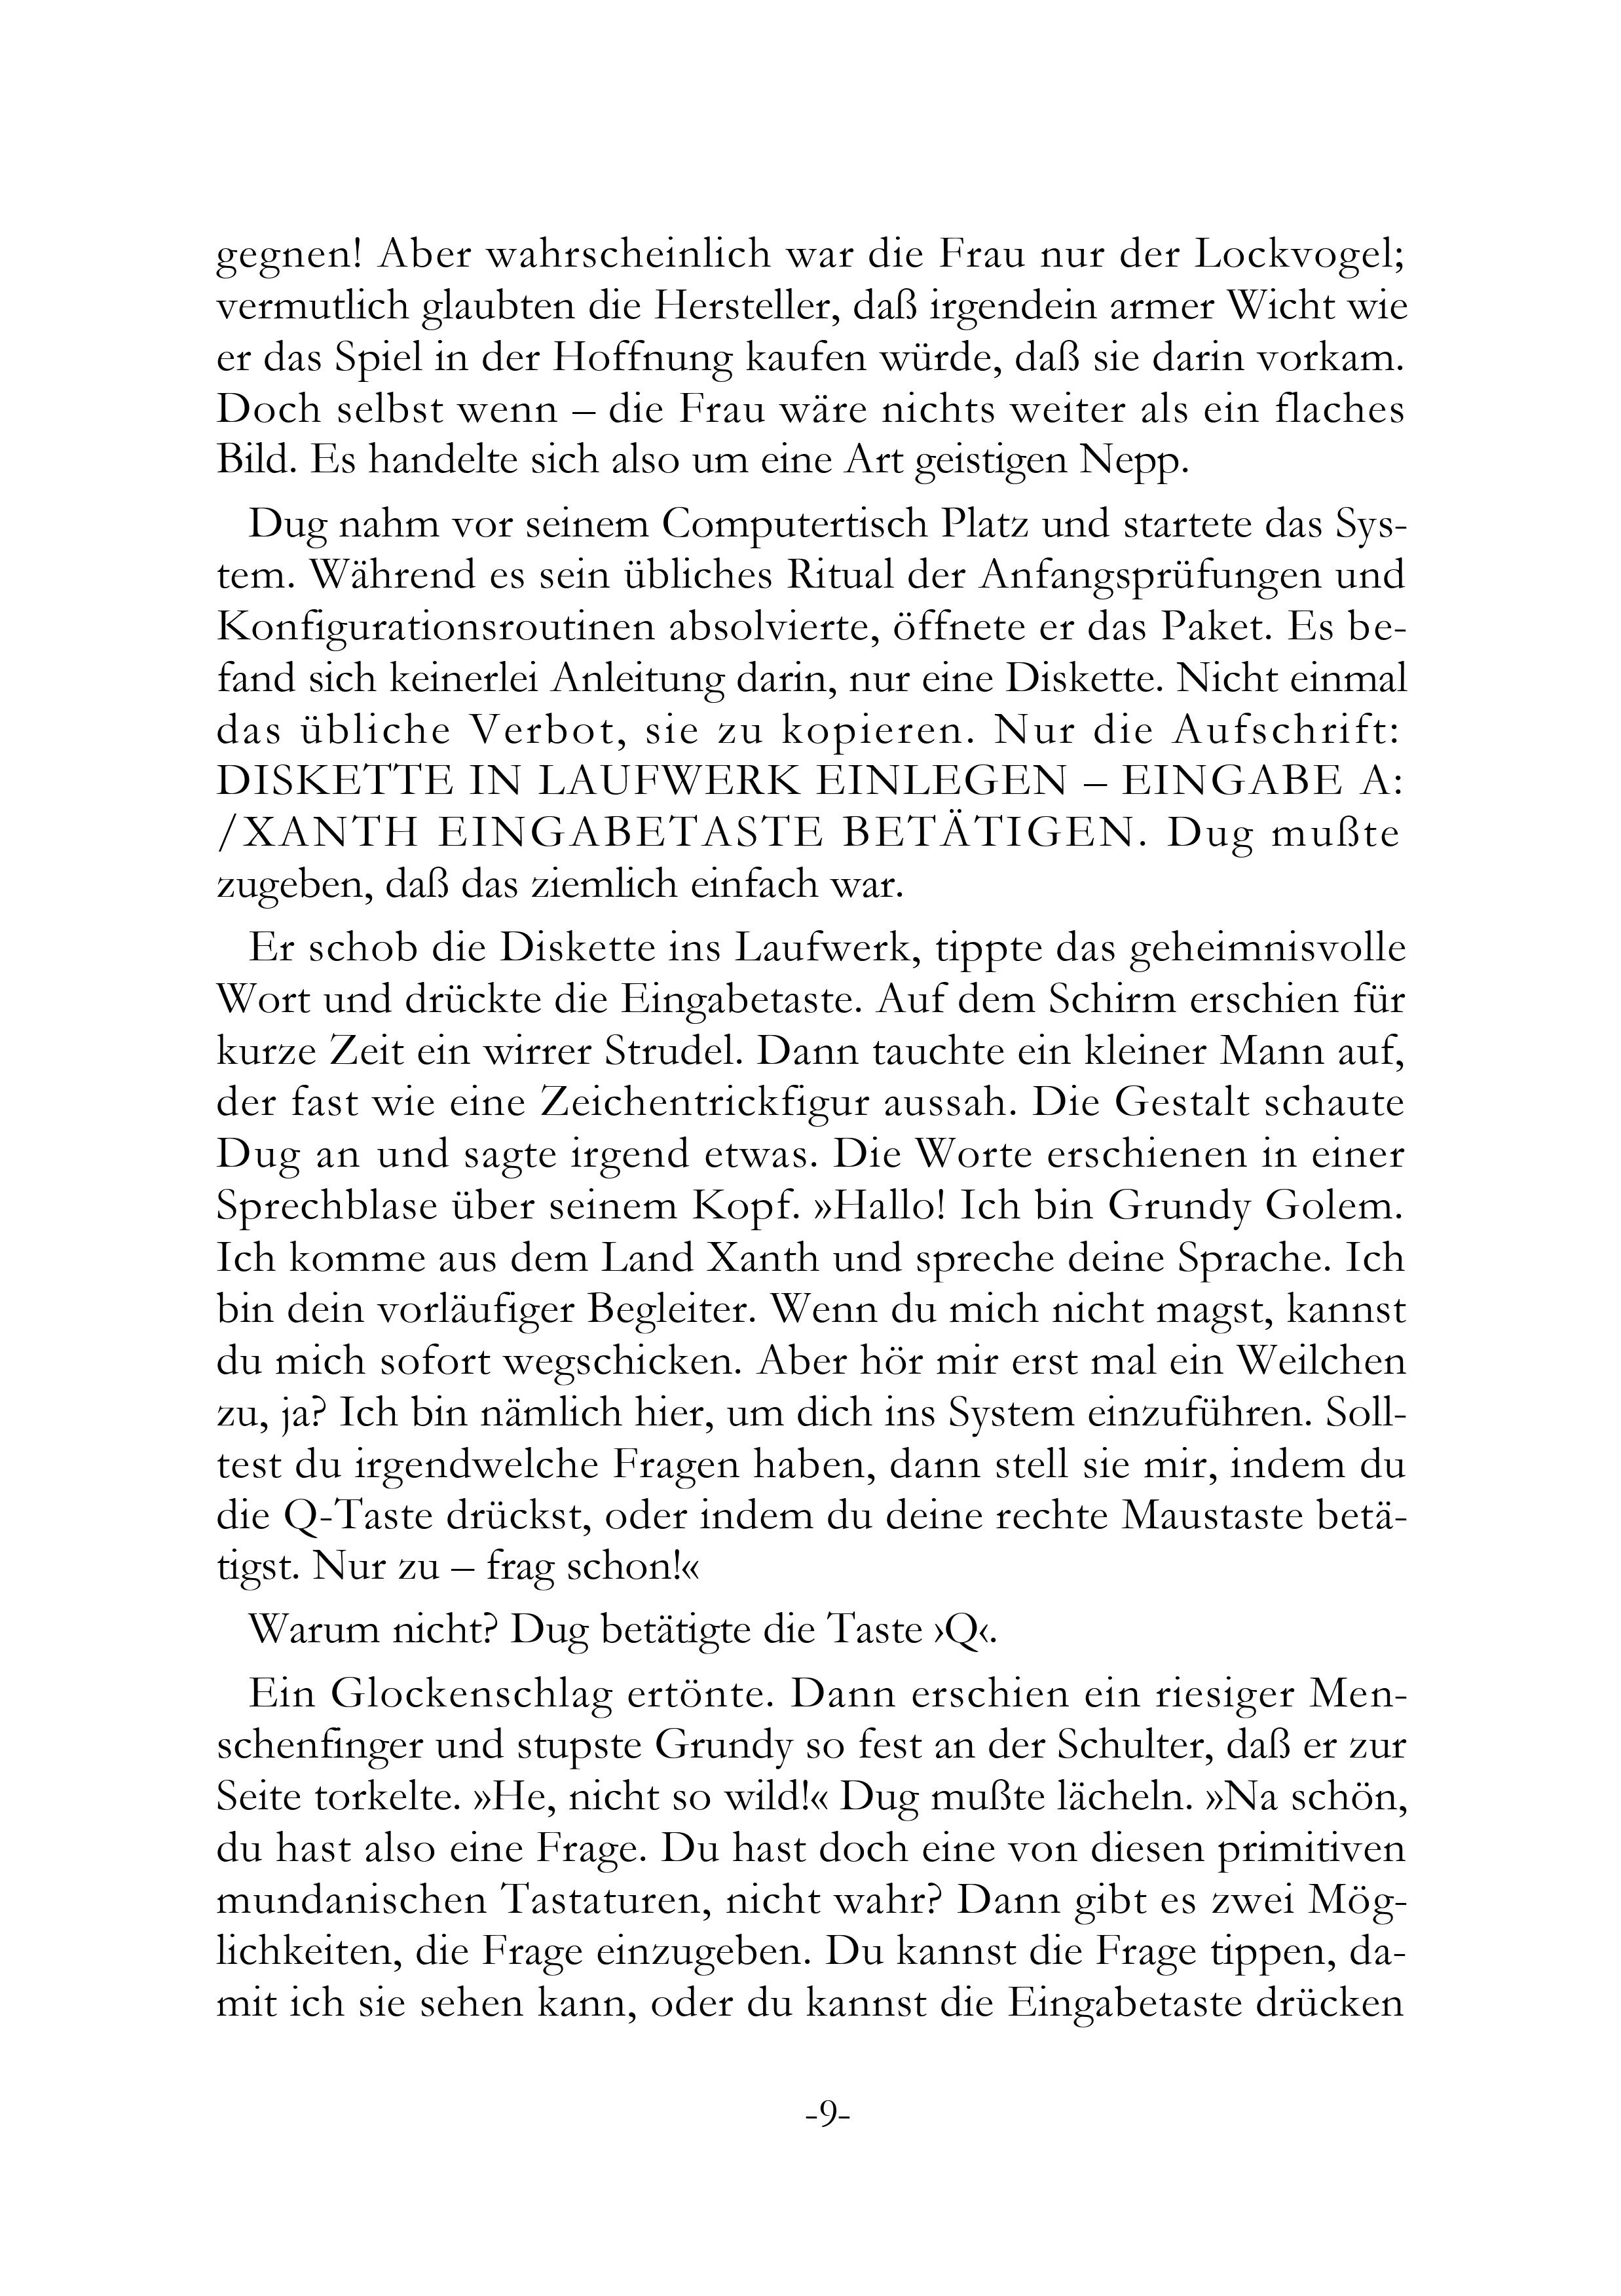 gegnen! Aber wahrscheinlich war die Frau nur der Lockvogel;
vermutlich glaubten die Hersteller, daß irgendein armer Wicht wie
er das Spiel in der Hoffnung kaufen würde, daß sie darin vorkam.
Doch selbst wenn – die Frau wäre nichts weiter als ein flaches
Bild. Es handelte sich also um eine Art geistigen Nepp.
Dug nahm vor seinem Computertisch Platz und startete das Sys-
tem. Während es sein übliches Ritual der Anfangsprüfungen und
Konfigurationsroutinen absolvierte, öffnete er das Paket. Es be-
fand sich keinerlei Anleitung darin, nur eine Diskette. Nicht einmal
das übliche Verbot, sie zu kopieren. Nur die Aufschrift:
DISKETTE IN LAUFWERK EINLEGEN – EINGABE A:
/XANTH EINGABETASTE BETÄTIGEN. Dug mußte
zugeben, daß das ziemlich einfach war.
Er schob die Diskette ins Laufwerk, tippte das geheimnisvolle
Wort und drückte die Eingabetaste. Auf dem Schirm erschien für
kurze Zeit ein wirrer Strudel. Dann tauchte ein kleiner Mann auf,
der fast wie eine Zeichentrickfigur aussah. Die Gestalt schaute
Dug an und sagte irgend etwas. Die Worte erschienen in einer
Sprechblase über seinem Kopf. »Hallo! Ich bin Grundy Golem.
Ich komme aus dem Land Xanth und spreche deine Sprache. Ich
bin dein vorläufiger Begleiter. Wenn du mich nicht magst, kannst
du mich sofort wegschicken. Aber hör mir erst mal ein Weilchen
zu, ja? Ich bin nämlich hier, um dich ins System einzuführen. Soll-
test du irgendwelche Fragen haben, dann stell sie mir, indem du
die Q-Taste drückst, oder indem du deine rechte Maustaste betä-
tigst. Nur zu – frag schon!«
Warum nicht? Dug betätigte die Taste ›Q‹.
Ein Glockenschlag ertönte. Dann erschien ein riesiger Men-
schenfinger und stupste Grundy so fest an der Schulter, daß er zur
Seite torkelte. »He, nicht so wild!« Dug mußte lächeln. »Na schön,
du hast also eine Frage. Du hast doch eine von diesen primitiven
mundanischen Tastaturen, nicht wahr? Dann gibt es zwei Mög-
lichkeiten, die Frage einzugeben. Du kannst die Frage tippen, da-
mit ich sie sehen kann, oder du kannst die Eingabetaste drücken
-9-